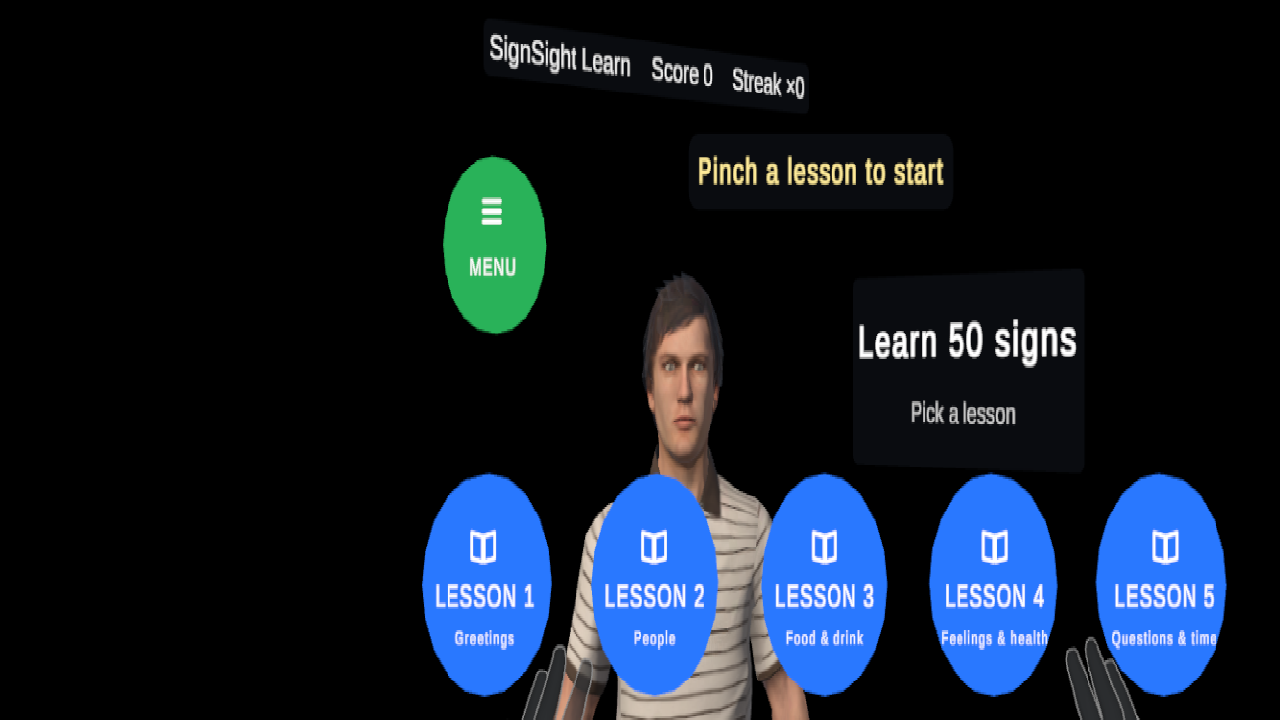 SignSight Learn Score 0 Streak ×0
Pinch a lesson to start
MENU
Learn 50 signs
Pick a lesson
LESSON 1
Greetings
LESSON 2
People
LESSON 3
Food & drink
LESSON 4
Feelings & health
LESSON 5
Questions & time